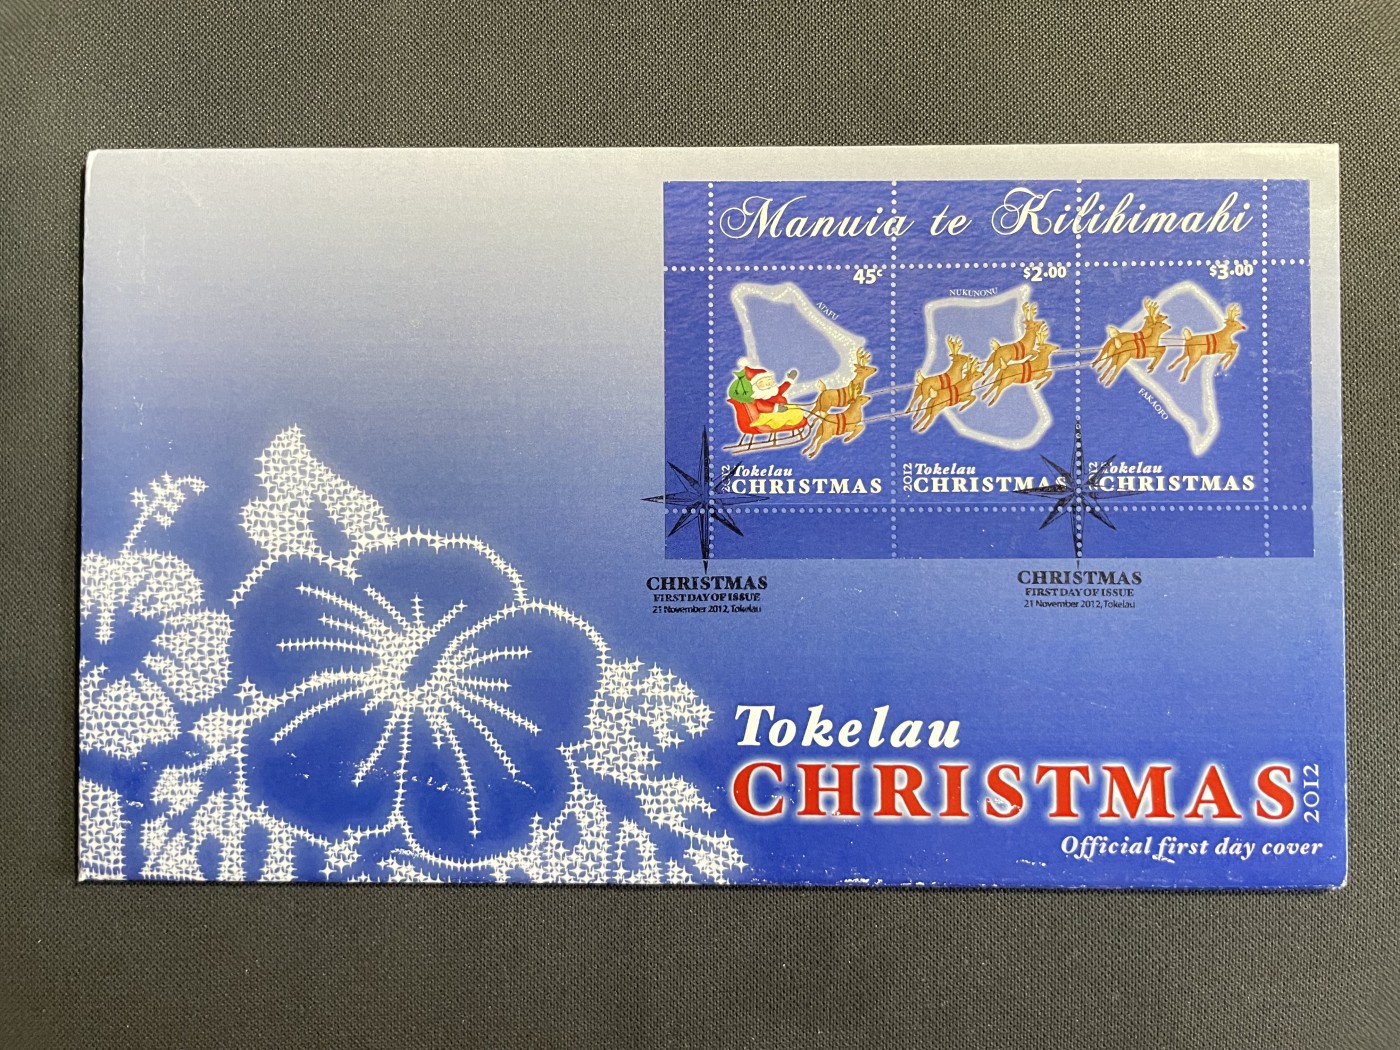 Manuia te Kilihimahi
45c
ATAFU
2012
Tokelau
CHRISTMAS
$2.00
NUKUNONU
2012
Tokelau
CHRISTMAS
$3.00
FAKAOFO
2012
Tokelau
CHRISTMAS
CHRISTMAS
FIRST DAY OF ISSUE
21 November 2012, Tokelau
CHRISTMAS
FIRST DAY OF ISSUE
21 November 2012, Tokelau
Tokelau
CHRISTMAS
2012
Official first day cover